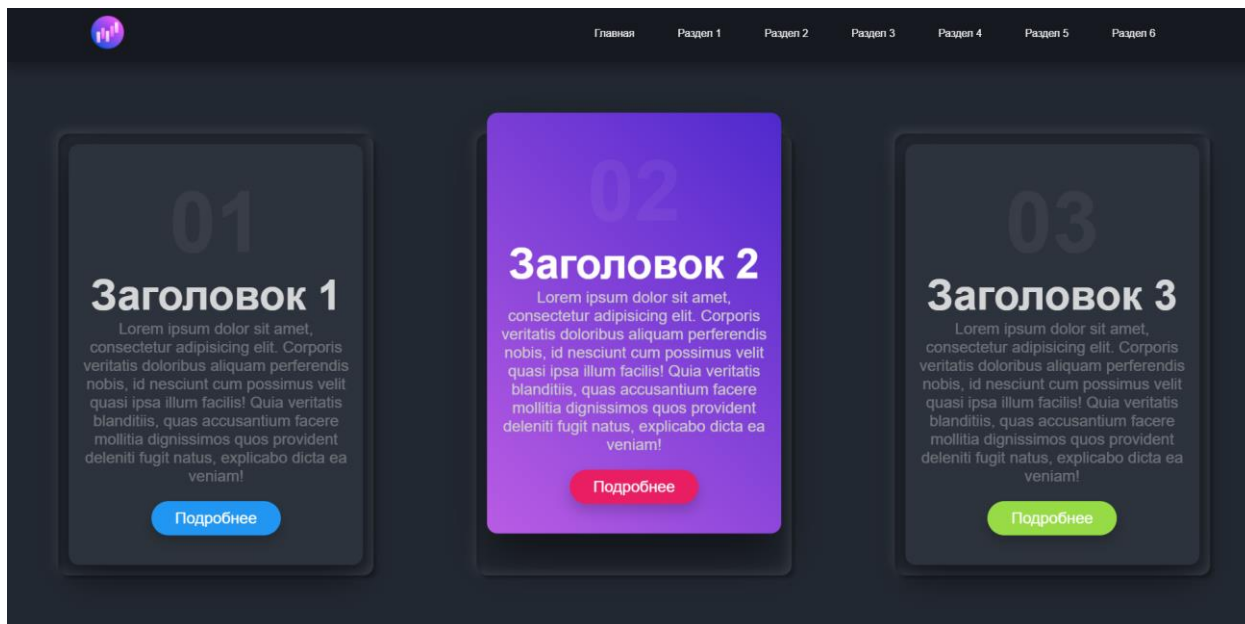 Главная Раздел 1 Раздел 2 Раздел 3 Раздел 4 Раздел 5 Раздел 6
01
Заголовок 1
Lorem ipsum dolor sit amet,
consectetur adipisicing elit. Corporis
veritatis doloribus aliquam perferendis
nobis, id nesciunt cum possimus velit
quasi ipsa illum facilis! Quia veritatis
blanditiis, quas accusantium facere
mollitia dignissimos quos provident
deleniti fugit natus, explicabo dicta ea
veniam!
Подробнее
02
Заголовок 2
Lorem ipsum dolor sit amet,
consectetur adipisicing elit. Corporis
veritatis doloribus aliquam perferendis
nobis, id nesciunt cum possimus velit
quasi ipsa illum facilis! Quia veritatis
blanditiis, quas accusantium facere
mollitia dignissimos quos provident
deleniti fugit natus, explicabo dicta ea
veniam!
Подробнее
03
Заголовок 3
Lorem ipsum dolor sit amet,
consectetur adipisicing elit. Corporis
veritatis doloribus aliquam perferendis
nobis, id nesciunt cum possimus velit
quasi ipsa illum facilis! Quia veritatis
blanditiis, quas accusantium facere
mollitia dignissimos quos provident
deleniti fugit natus, explicabo dicta ea
veniam!
Подробнее